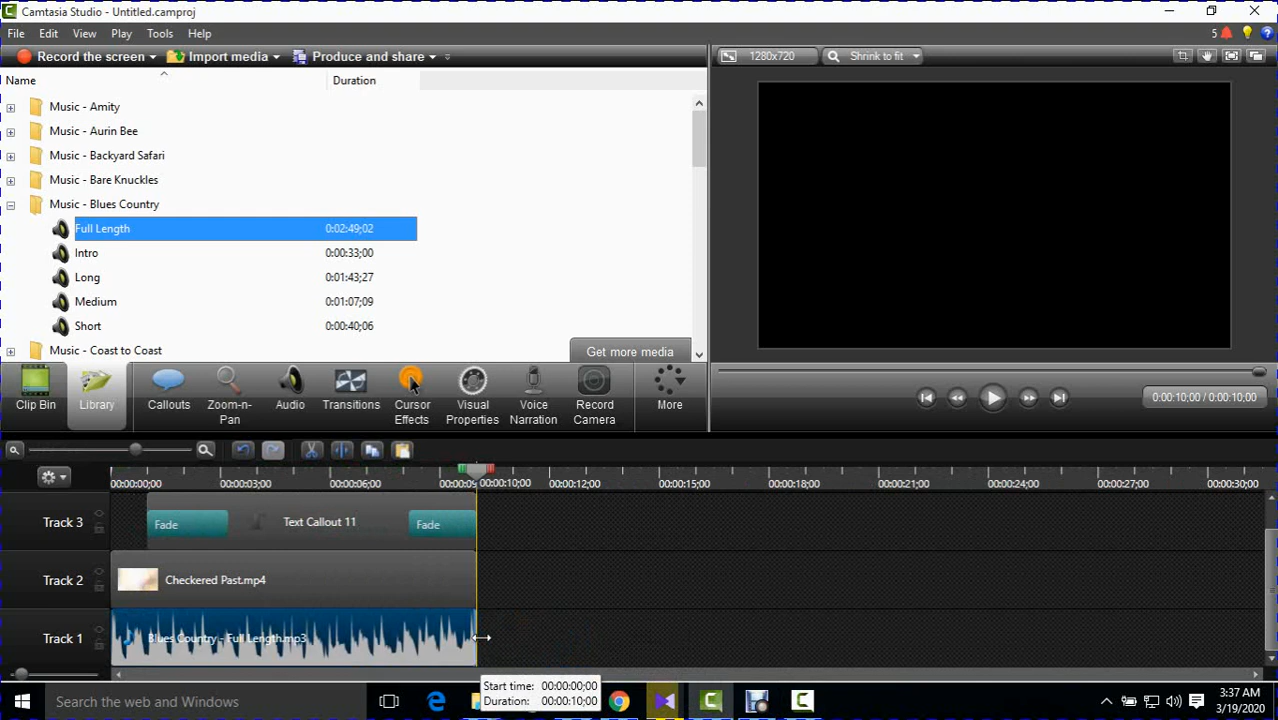 Camtasia Studio - Untitled.camproj
File Edit View Play Tools Help
5
Record the screen Import media Produce and share
1280x720 Shrink to fit
Name Duration
Music - Amity
Music - Aurin Bee
Music - Backyard Safari
Music - Bare Knuckles
Music - Blues Country
Full Length 0:02:49;02
Intro 0:00:33;00
Long 0:01:43;27
Medium 0:01:07;09
Short 0:00:40;06
Music - Coast to Coast
Get more media
Clip Bin Library Callouts Zoom-n-Pan Audio Transitions Cursor Effects Visual Properties Voice Narration Record Camera More
0:00:10;00 / 0:00:10;00
00:00:00;00 00:00:03;00 00:00:06;00 00:00:09 00:00:10;00 00:00:12;00 00:00:15;00 00:00:18;00 00:00:21;00 00:00:24;00 00:00:27;00 00:00:30;00
Track 3 Fade Text Callout 11 Fade
Track 2 Checkered Past.mp4
Track 1 Blues Country - Full Length.mp3
Start time: 00:00:00;00
Duration: 00:00:10;00
Search the web and Windows
3:37 AM
3/19/2020